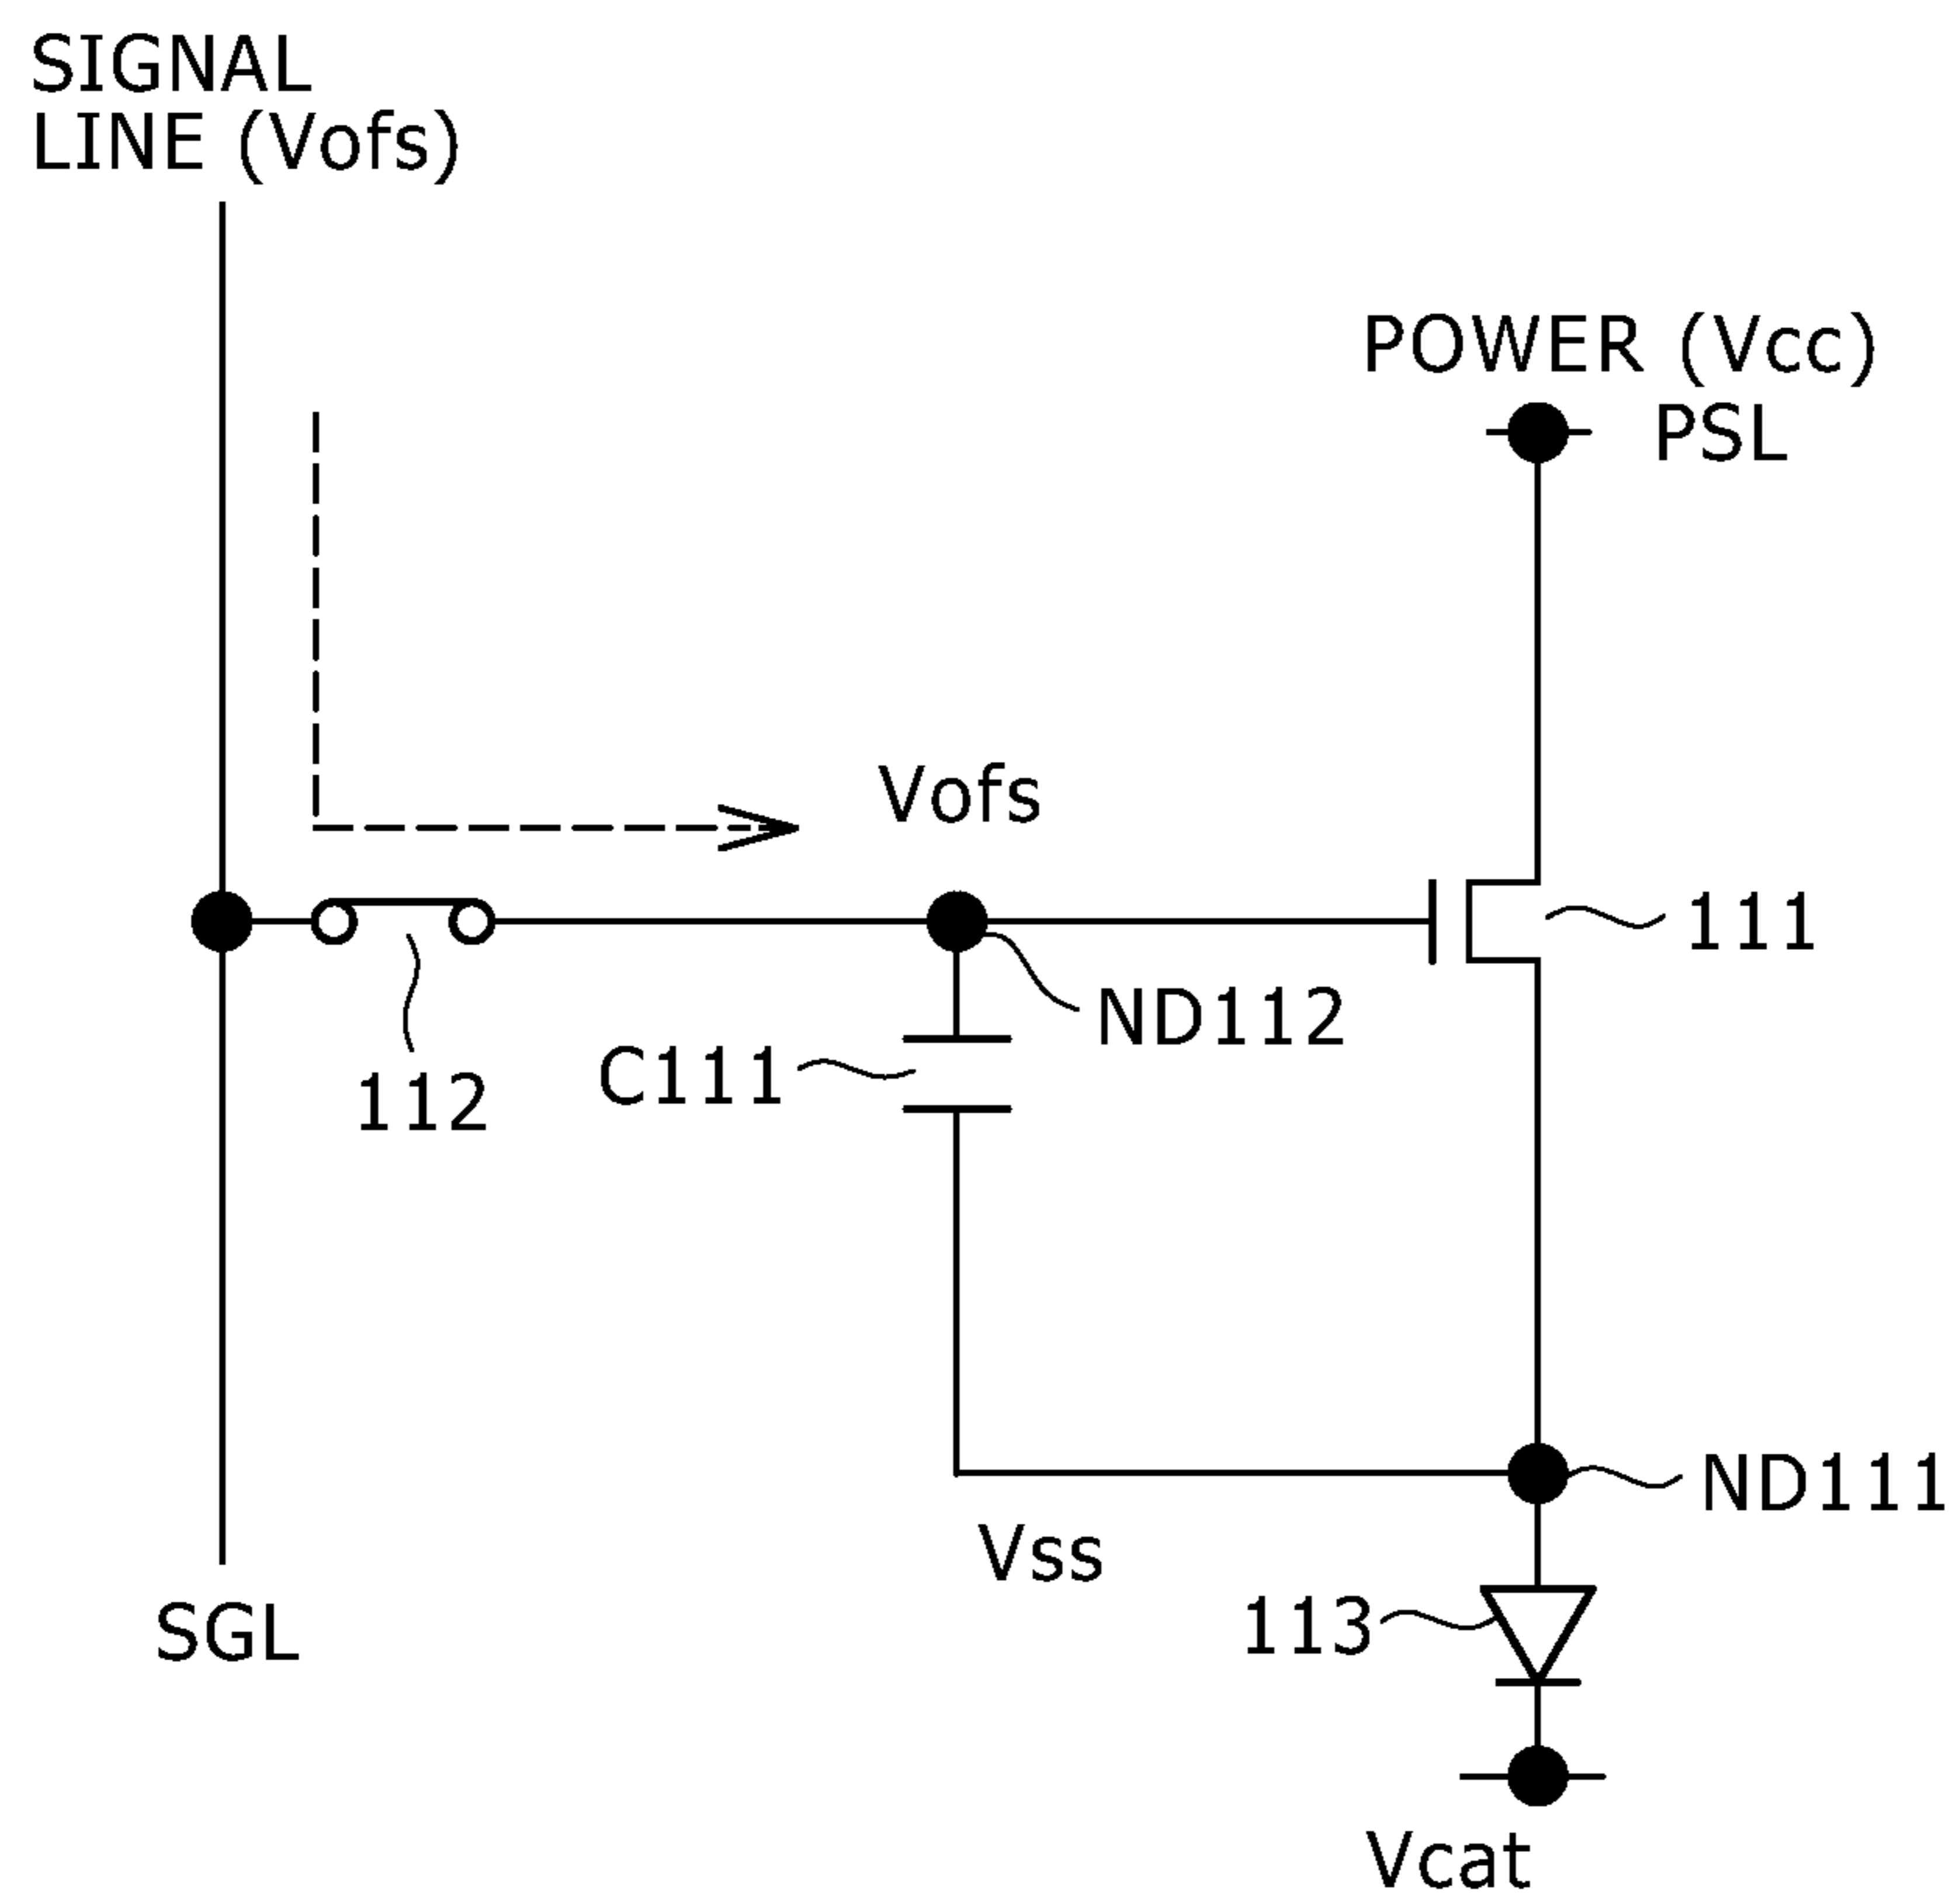 SIGNAL
LINE (Vofs)
POWER (Vcc)
PSL
Vofs
111
ND112
C111
112
ND111
Vss
113
SGL
Vcat